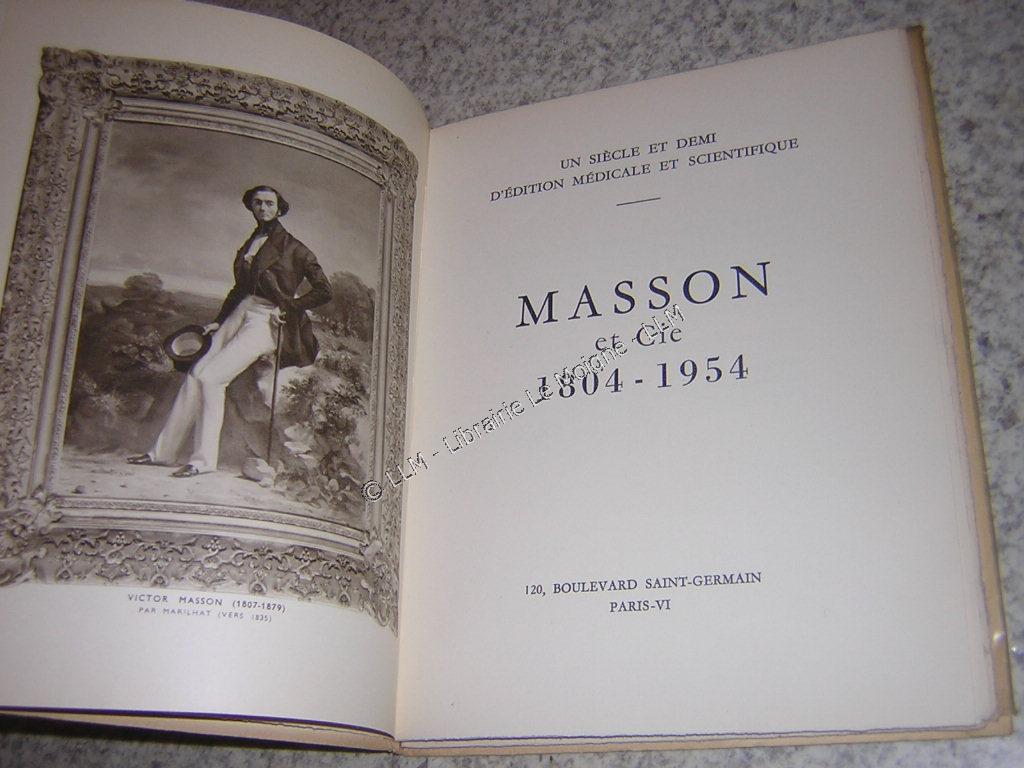 VICTOR MASSON (1807-1879)
PAR MARILHAT (VERS 1835)
UN SIÈCLE ET DEMI
D'ÉDITION MÉDICALE ET SCIENTIFIQUE
MASSON
et Cie
1804-1954
120, BOULEVARD SAINT-GERMAIN
PARIS-VI
© LLM - Librairie Le Moigne - LLM